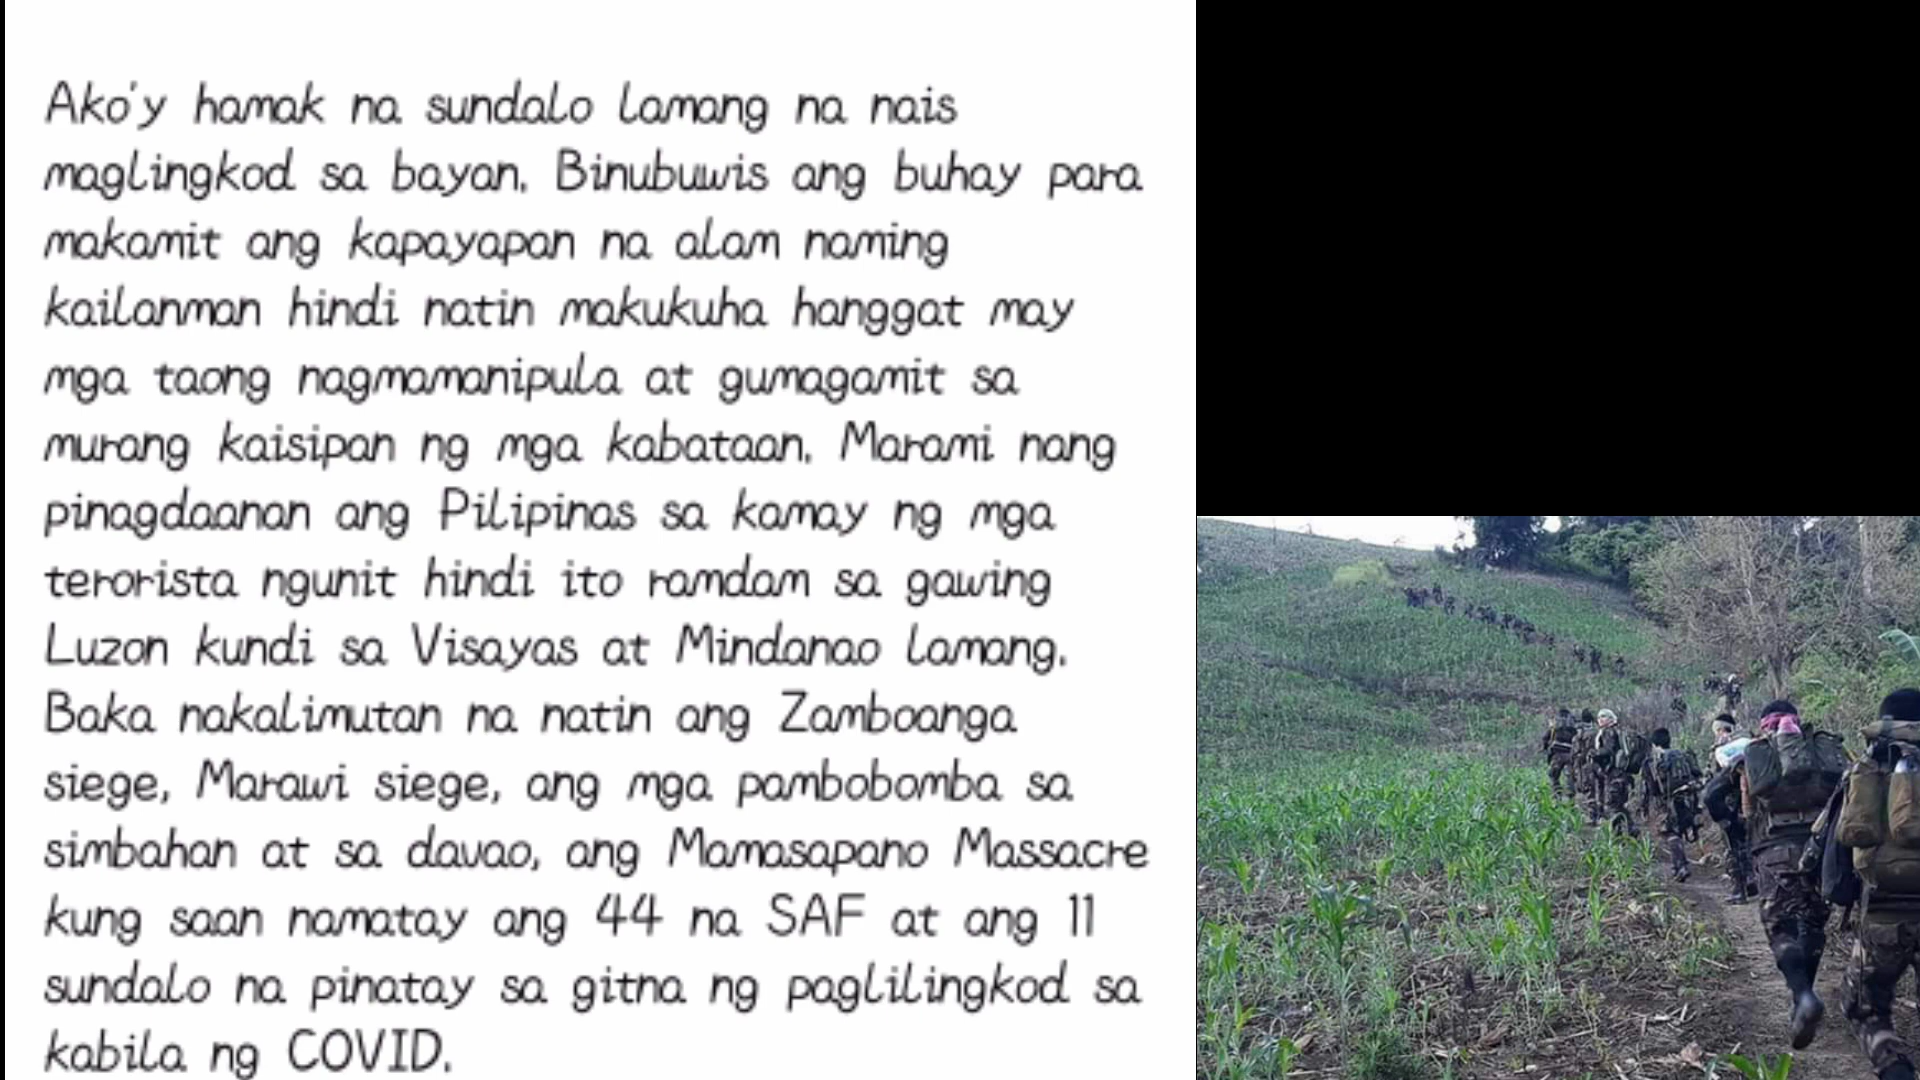 Ako'y hamak na sundalo lamang na nais
maglingkod sa bayan. Binubuwis ang buhay para
makamit ang kapayapan na alam naming
kailanman hindi natin makukuha hanggat may
mga taong nagmamanipula at gumagamit sa
murang kaisipan ng mga kabataan. Marami nang
pinagdaanan ang Pilipinas sa kamay ng mga
terorista ngunit hindi ito ramdam sa gawing
Luzon kundi sa Visayas at Mindanao lamang.
Baka nakalimutan na natin ang Zamboanga
siege, Marawi siege, ang mga pambobomba sa
simbahan at sa davao, ang Mamasapano Massacre
kung saan namatay ang 44 na SAF at ang 11
sundalo na pinatay sa gitna ng paglilingkod sa
kabila ng COVID.